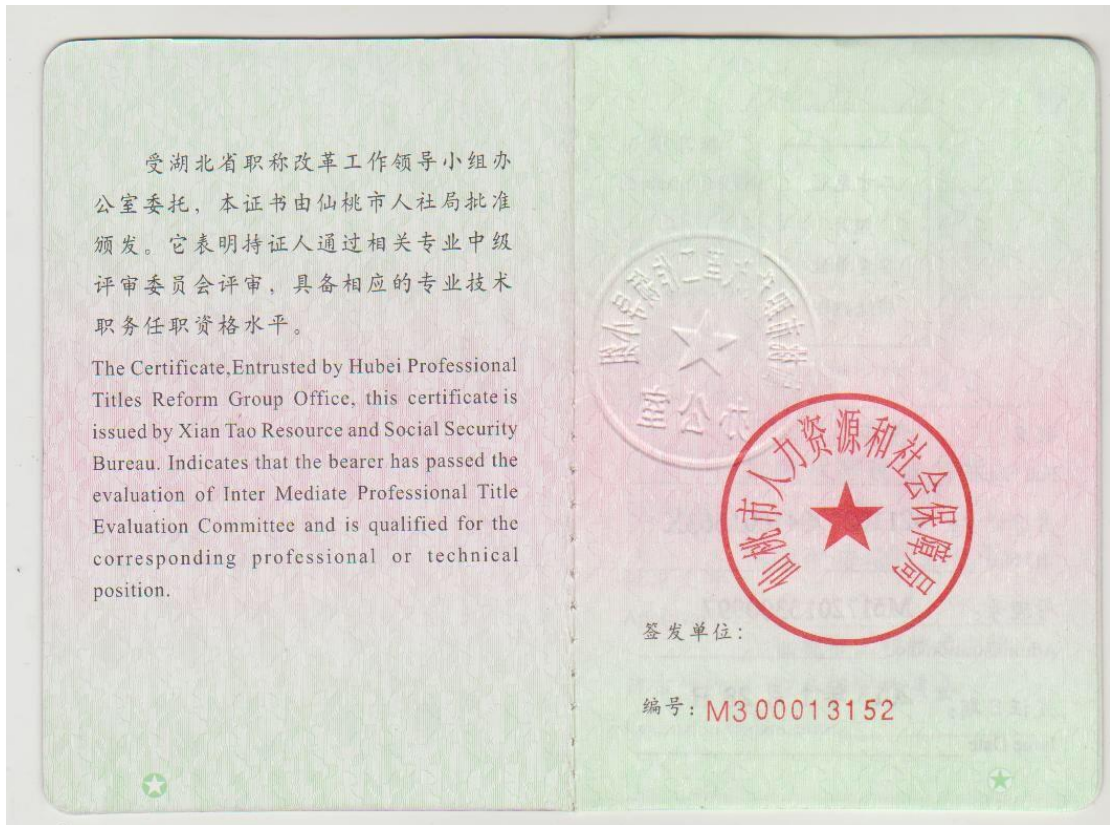 受湖北省职称改革工作领导小组办
公室委托，本证书由仙桃市人社局批准
颁发。它表明持证人通过相关专业中级
评审委员会评审，具备相应的专业技术
职务任职资格水平。
The Certificate,Entrusted by Hubei Professional
Titles Reform Group Office, this certificate is
issued by Xian Tao Resource and Social Security
Bureau. Indicates that the bearer has passed the
evaluation of Inter Mediate Professional Title
Evaluation Committee and is qualified for the
corresponding professional or technical
position.
办公室
仙桃市人力资源和社会保障局
签发单位：
编号：M300013152